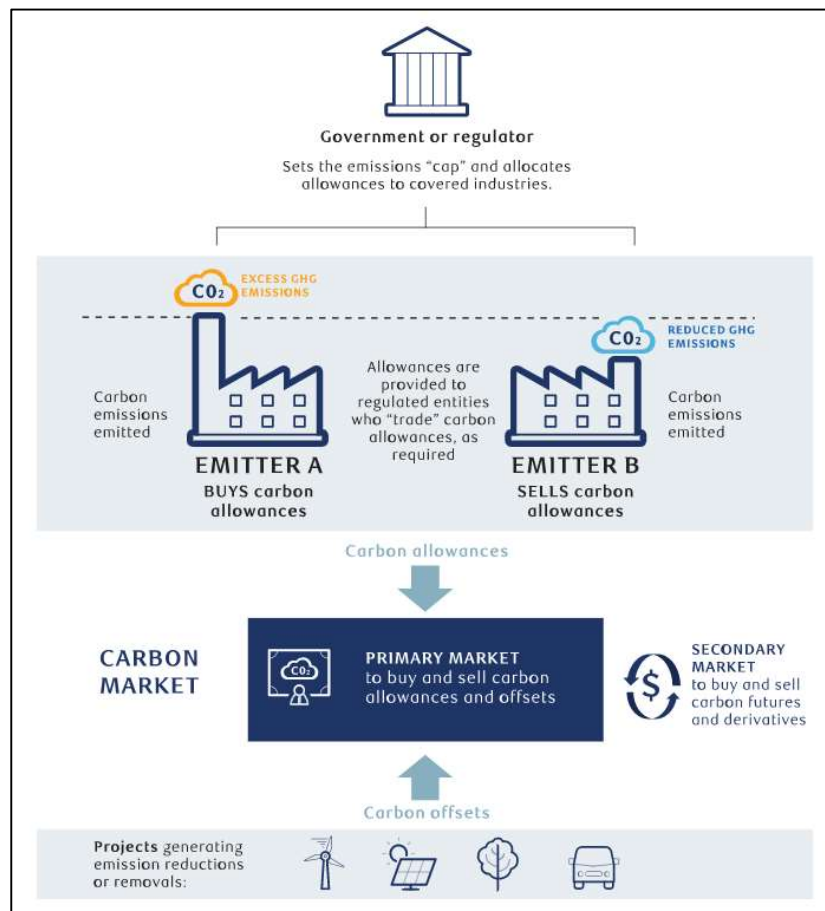 Government or regulator
Sets the emissions “cap” and allocates
allowances to covered industries.
CO₂
EXCESS GHG
EMISSIONS
CO₂
REDUCED GHG
EMISSIONS
Carbon
emissions
emitted
Allowances are
provided to
regulated entities
who “trade” carbon
allowances, as
required
Carbon
emissions
emitted
EMITTER A
BUYS carbon
allowances
EMITTER B
SELLS carbon
allowances
Carbon allowances
CARBON
MARKET
CO₂
PRIMARY MARKET
to buy and sell carbon
allowances and offsets
$
SECONDARY
MARKET
to buy and sell
carbon futures
and derivatives
Carbon offsets
Projects generating
emission reductions
or removals: